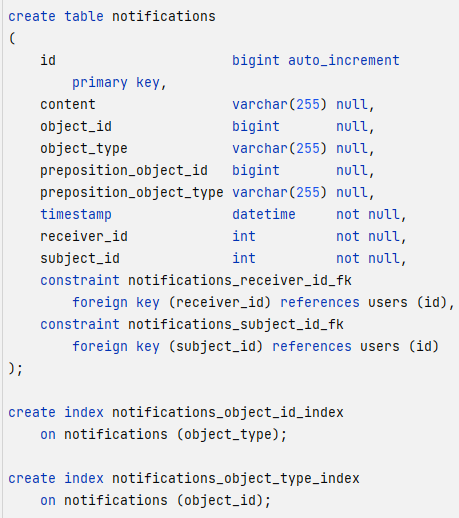 create table notifications
(
    id                      bigint auto_increment
        primary key,
    content                 varchar(255) null,
    object_id               bigint       null,
    object_type             varchar(255) null,
    preposition_object_id   bigint       null,
    preposition_object_type varchar(255) null,
    timestamp               datetime     not null,
    receiver_id             int          not null,
    subject_id              int          not null,
    constraint notifications_receiver_id_fk
        foreign key (receiver_id) references users (id),
    constraint notifications_subject_id_fk
        foreign key (subject_id) references users (id)
);

create index notifications_object_id_index
    on notifications (object_type);

create index notifications_object_type_index
    on notifications (object_id);